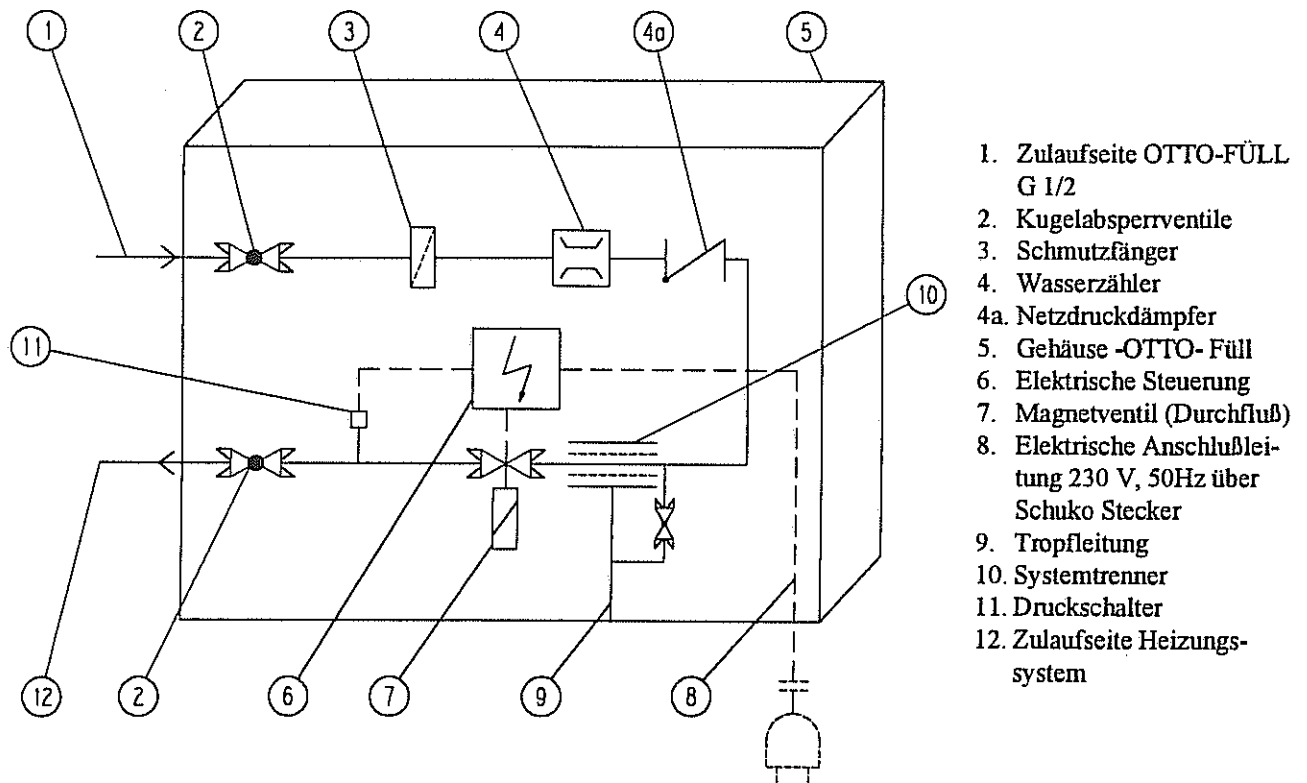 1
2
3
4
4a
5
10
11
12
2
6
7
9
8
1. Zulaufseite OTTO-FÜLL
G 1/2
2. Kugelabsperrventile
3. Schmutzfänger
4. Wasserzähler
4a. Netzdruckdämpfer
5. Gehäuse -OTTO- Füll
6. Elektrische Steuerung
7. Magnetventil (Durchfluß)
8. Elektrische Anschlußlei-
tung 230 V, 50Hz über
Schuko Stecker
9. Tropfleitung
10. Systemtrenner
11. Druckschalter
12. Zulaufseite Heizungs-
system